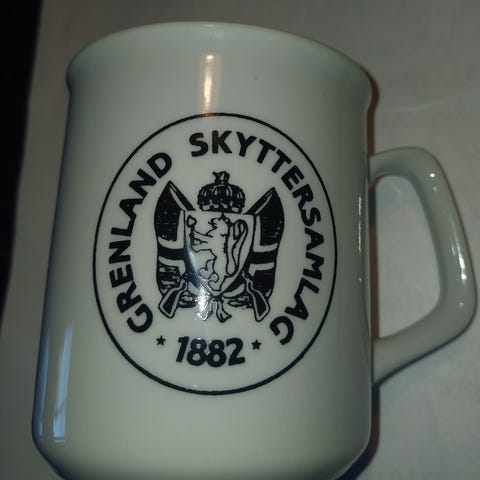 GRENLAND SKYTTERSAMLAG
★ 1882 ★